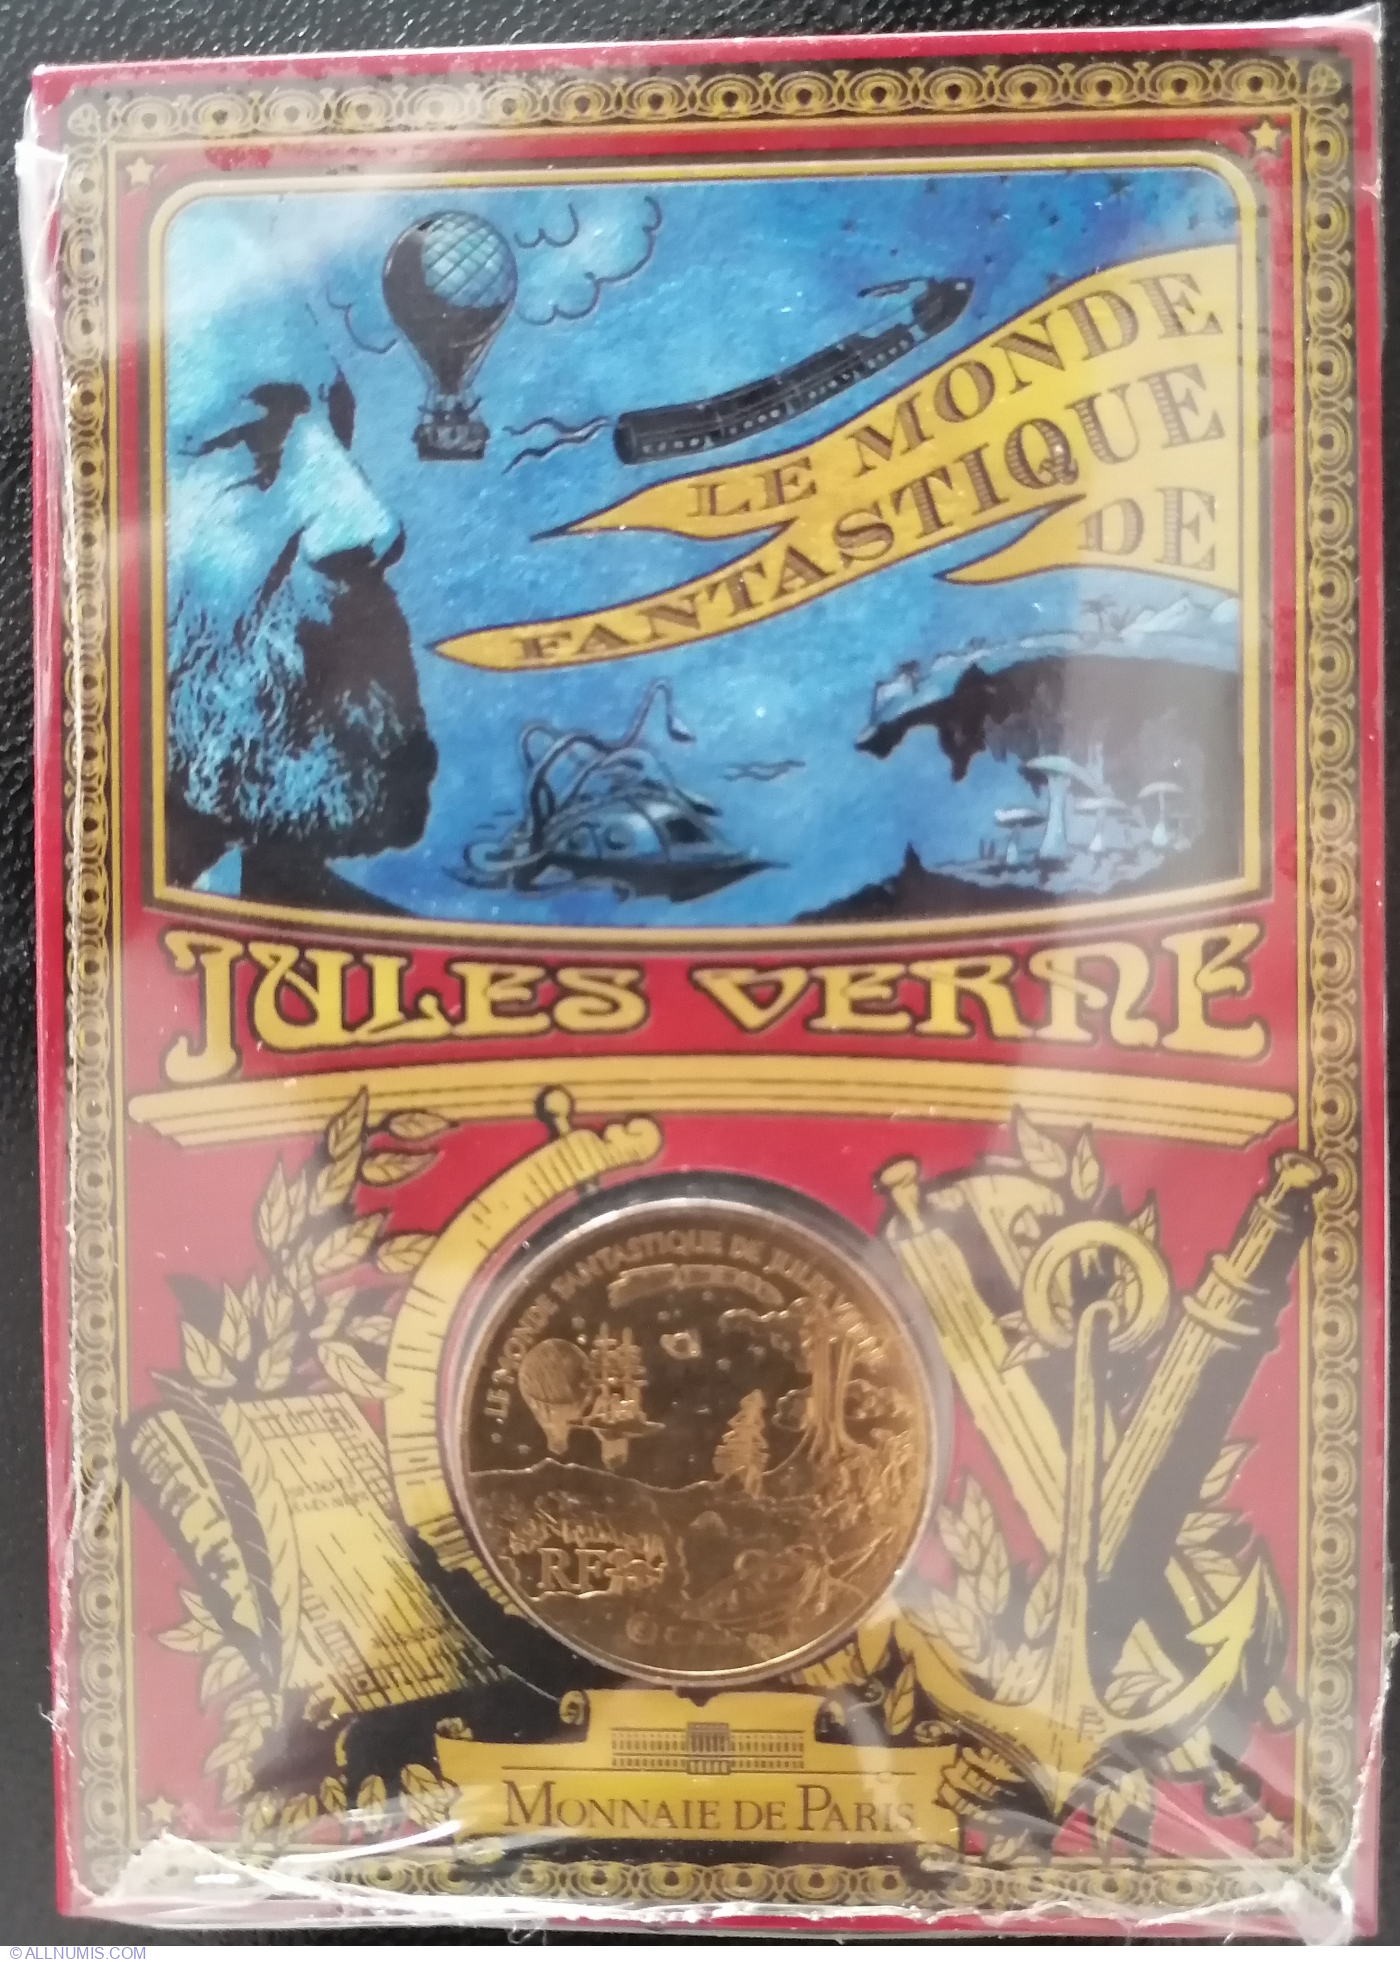 LE MONDE
FANTASTIQUE
DE
JULES VERNE
LE MONDE FANTASTIQUE DE JULES VERNE
RF
MONNAIE DE PARIS
© ALLNUMIS.COM